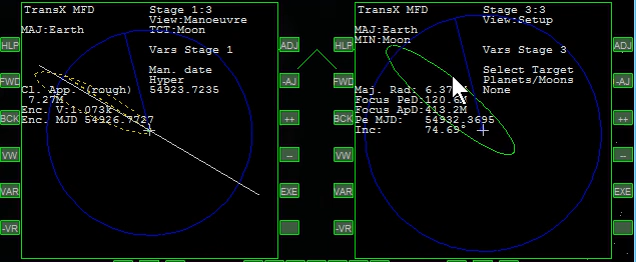 TransX MFD Stage 1:3
View:Manoeuvre
MAJ:Earth TCT:Moon
HLP ADJ
Vars Stage 1
Man. date
FWD Hyper -AJ
Cl. App. (rough) 54923.7235
7.27M
Enc. V:1.073k
BCK Enc. MJD 54926.7727 ++
VW --
VAR EXE
-VR
TransX MFD Stage 3:3
View:Setup
MAJ:Earth
MIN:Moon
HLP ADJ
Vars Stage 3
Select Target
FWD Planets/Moons -AJ
Maj. Rad: 6.37 None
Focus PeD:120.6
Focus ApD:413.2M
BCK Pe MJD: 54932.3695 ++
Inc: 74.69°
VW --
VAR EXE
-VR